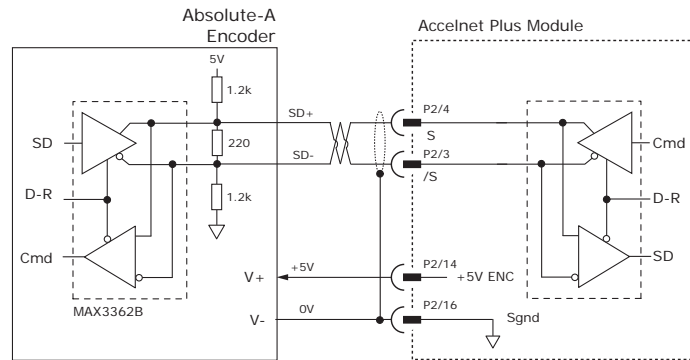 Absolute-A
Encoder
Accelnet Plus Module
5V
1.2k
SD+
P2/4
S
SD
220
Cmd
SD-
P2/3
/S
D-R
1.2k
D-R
Cmd
SD
MAX3362B
V+
+5V
P2/14
+5V ENC
V-
0V
P2/16
Sgnd